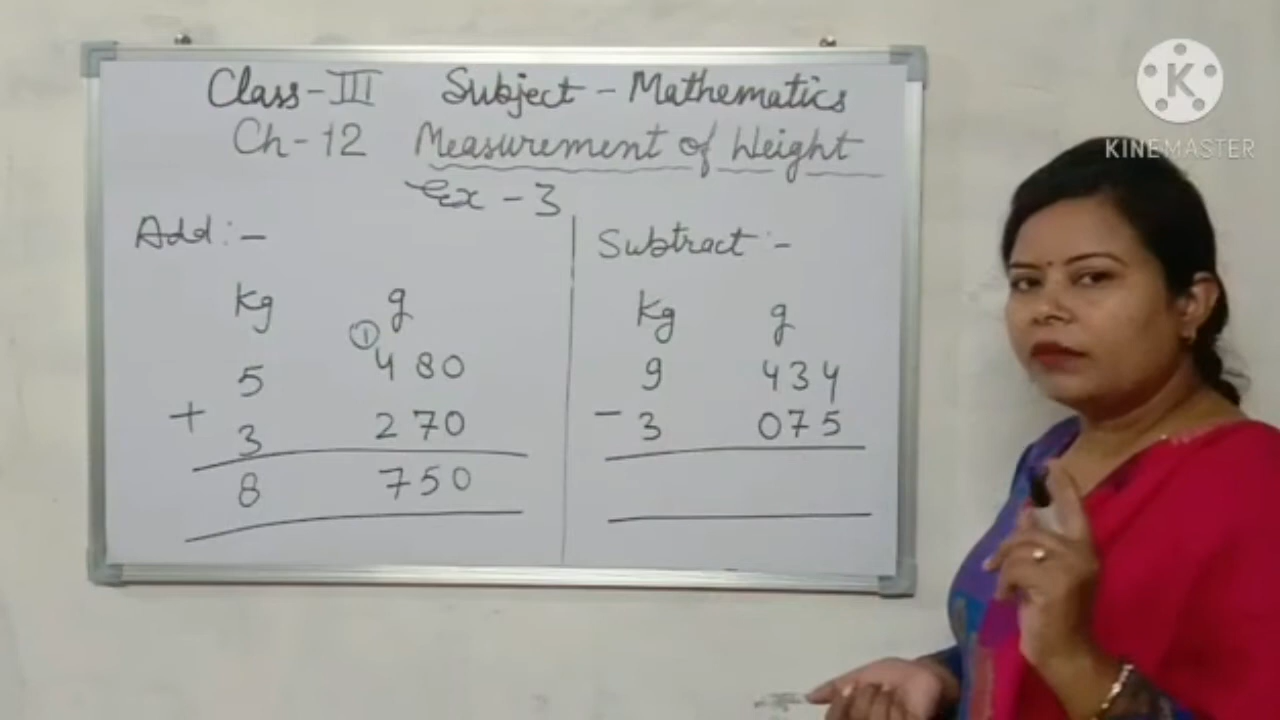 Class-III Subject - Mathematics
Ch-12 Measurement of Weight
Ex - 3
Add :-
Kg g
①
5 480
+ 3 270
8 750
Subtract :-
Kg g
9 434
- 3 075
K
KINEMASTER